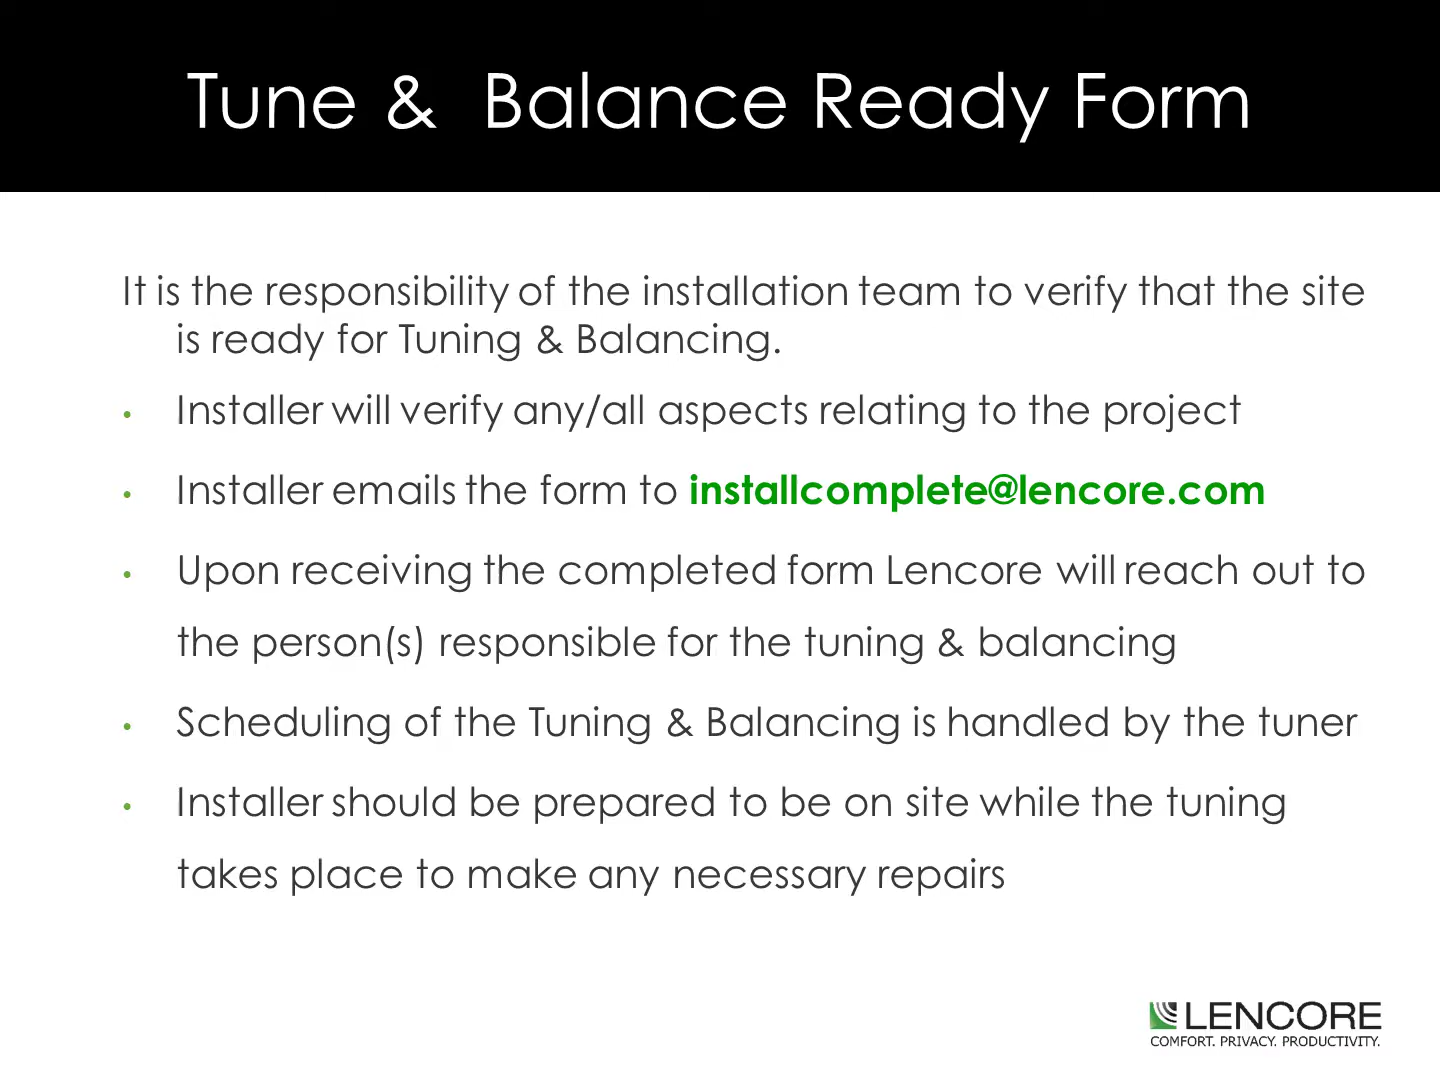 Tune &  Balance Ready Form
It is the responsibility of the installation team to verify that the site
is ready for Tuning & Balancing.
• Installer will verify any/all aspects relating to the project
• Installer emails the form to installcomplete@lencore.com
• Upon receiving the completed form Lencore will reach out to
the person(s) responsible for the tuning & balancing
• Scheduling of the Tuning & Balancing is handled by the tuner
• Installer should be prepared to be on site while the tuning
takes place to make any necessary repairs
LENCORE
COMFORT. PRIVACY. PRODUCTIVITY.